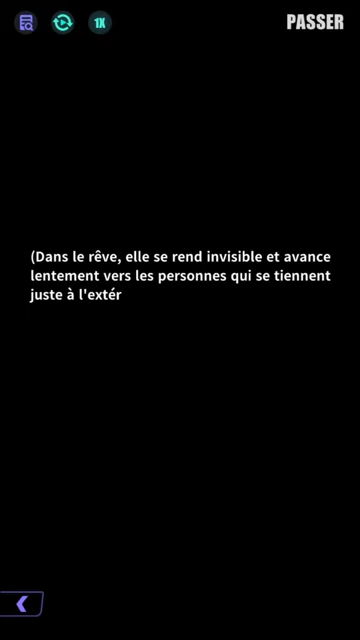 1X
PASSER
(Dans le rêve, elle se rend invisible et avance
lentement vers les personnes qui se tiennent
juste à l'extér